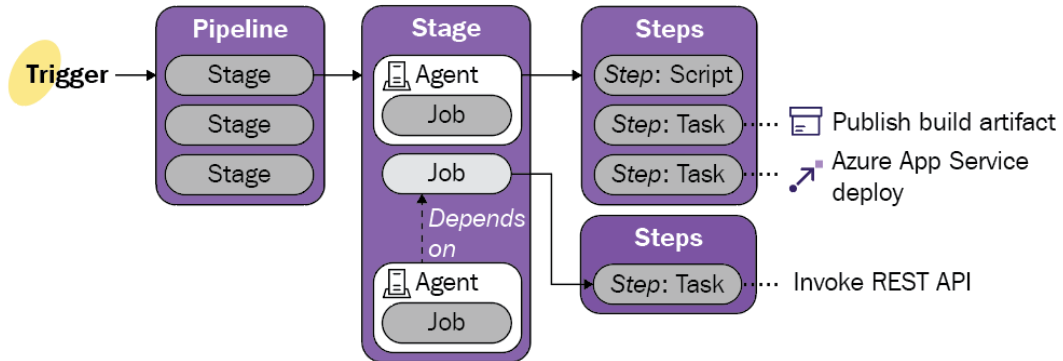 Trigger
Pipeline
Stage
Stage
Stage
Stage
Agent
Job
Job
Depends
on
Agent
Job
Steps
Step: Script
Step: Task
Publish build artifact
Step: Task
Azure App Service
deploy
Steps
Step: Task
Invoke REST API